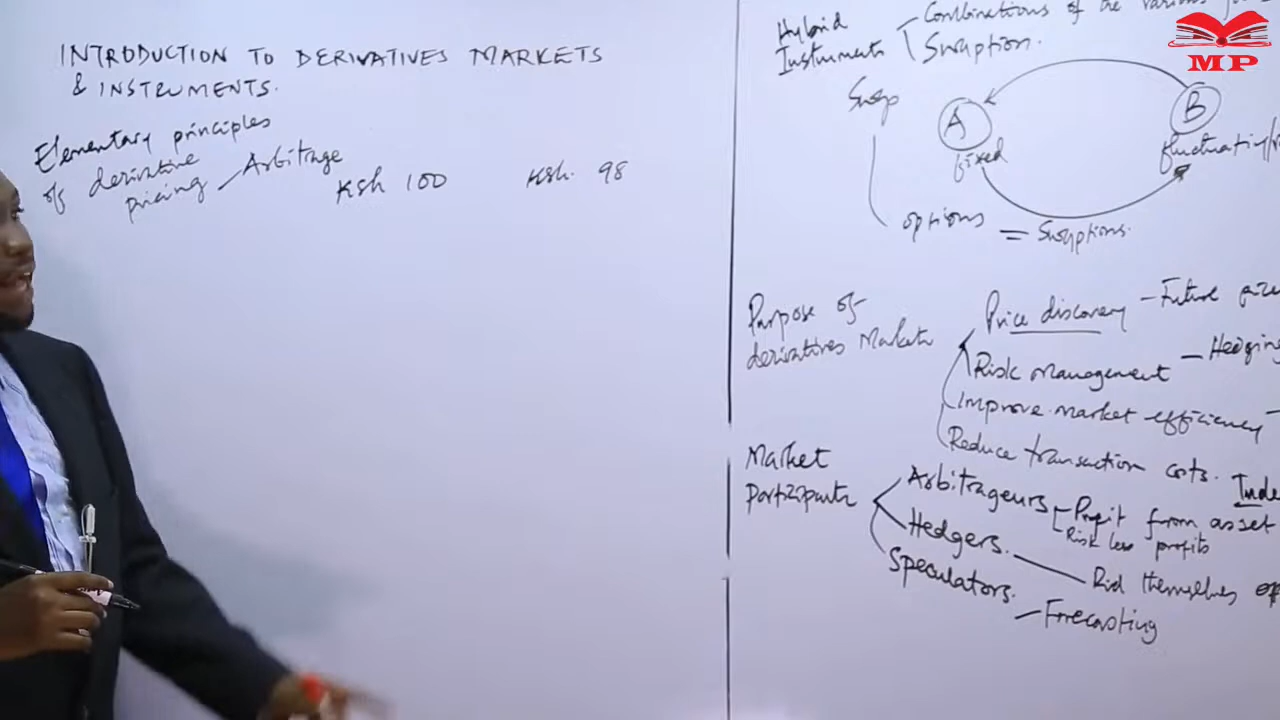 INTRODUCTION TO DERIVATIVES MARKETS
& INSTRUMENTS.
Elementary principles
of derivative
pricing
Arbitrage
Ksh 100
Ksh. 98
Hybrid
Instruments
Combinations of the various
Swaption.
Swap
A
B
fixed
fluctuating/
options = Swaptions.
Purpose of
derivatives Markets
Price discovery - Future
Risk management - Hedging
Improve market efficiency -
Reduce transaction costs.
Market
Participants
Arbitrageurs
Profit from asset
Risk less profits
Hedgers.
Rid themselves of
Speculators.
Forecasting
MP